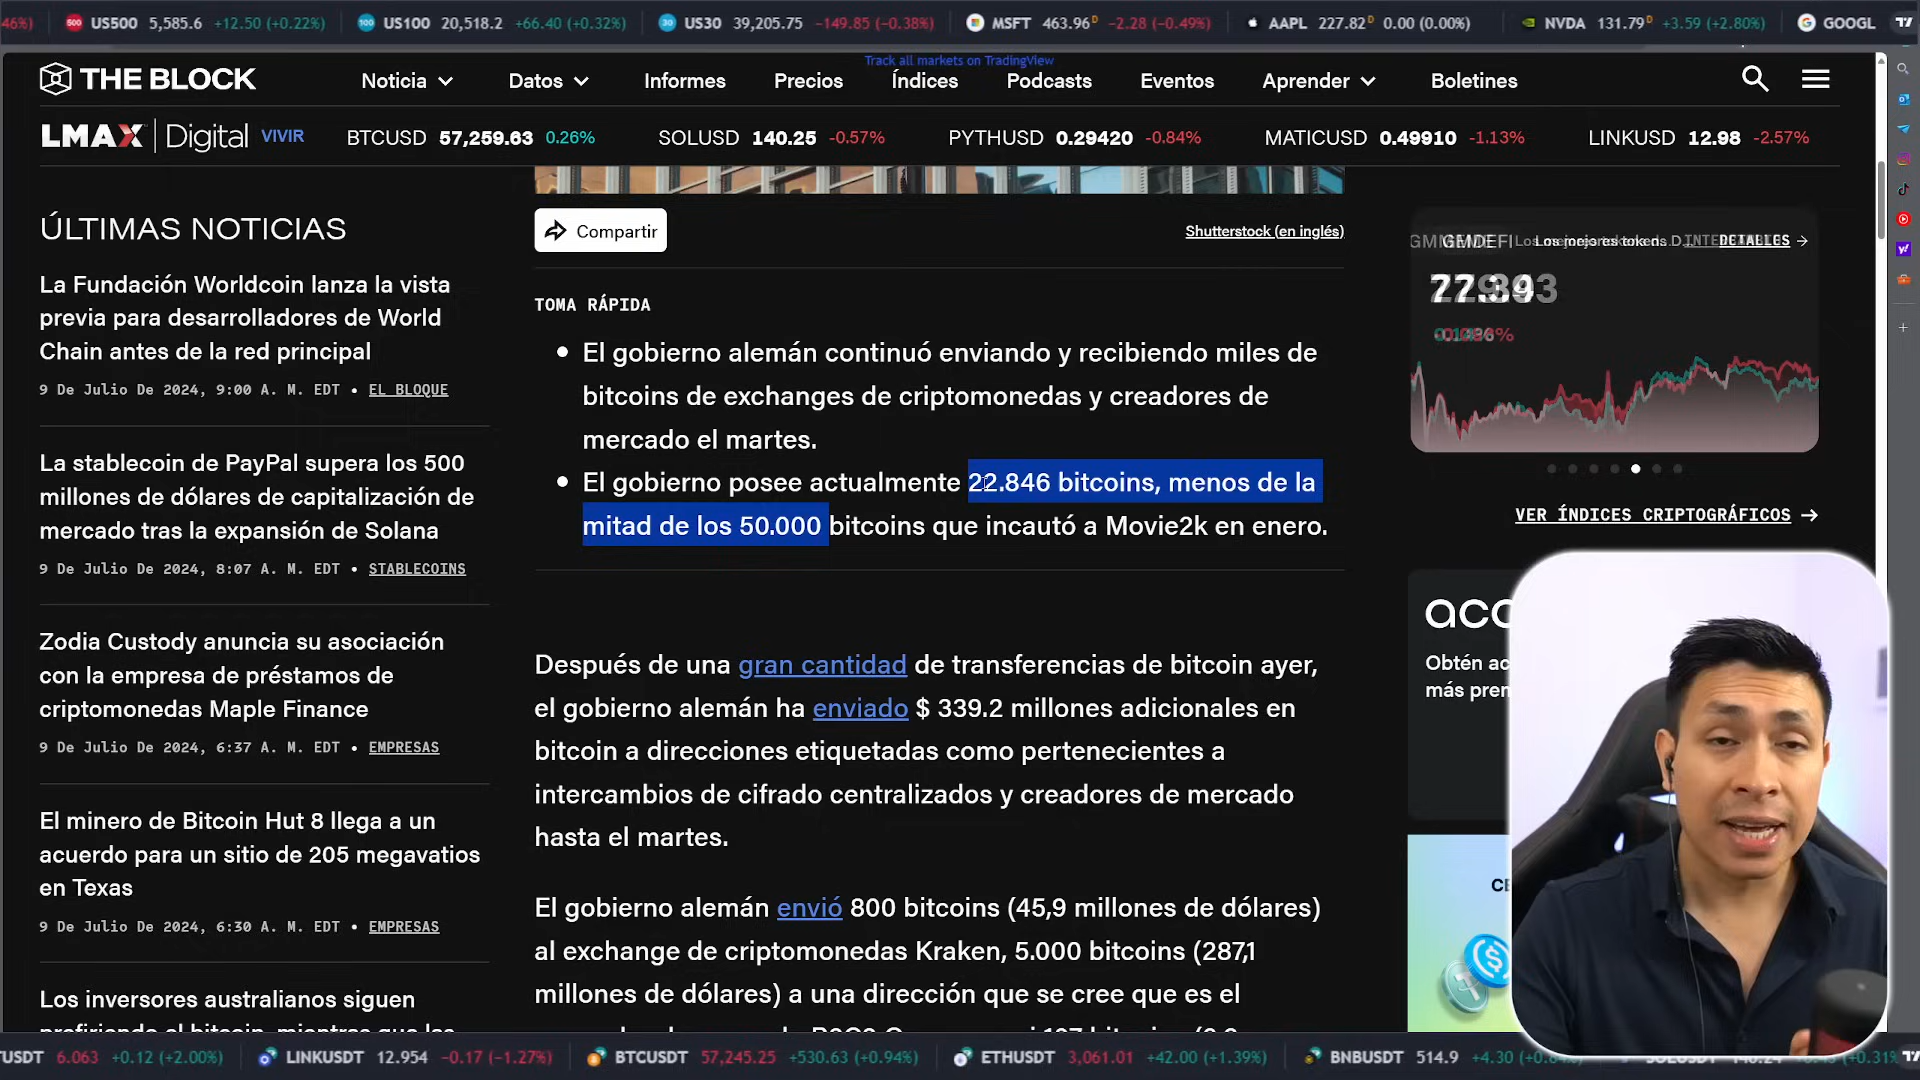 46%)
US500 5,585.6 +12.50 (+0.22%)
US100 20,518.2 +66.40 (+0.32%)
US30 39,205.75 −149.85 (−0.38%)
MSFT 463.96D −2.28 (−0.49%)
AAPL 227.82D 0.00 (0.00%)
NVDA 131.79D +3.59 (+2.80%)
GOOGL
Track all markets on TradingView
THE BLOCK
Noticia
Datos
Informes
Precios
Índices
Podcasts
Eventos
Aprender
Boletines
LMAX Digital VIVIR
BTCUSD 57,259.63 0.26%
SOLUSD 140.25 -0.57%
PYTHUSD 0.29420 -0.84%
MATICUSD 0.49910 -1.13%
LINKUSD 12.98 -2.57%
ÚLTIMAS NOTICIAS
La Fundación Worldcoin lanza la vista
previa para desarrolladores de World
Chain antes de la red principal
9 De Julio De 2024, 9:00 A. M. EDT • EL BLOQUE
La stablecoin de PayPal supera los 500
millones de dólares de capitalización de
mercado tras la expansión de Solana
9 De Julio De 2024, 8:07 A. M. EDT • STABLECOINS
Zodia Custody anuncia su asociación
con la empresa de préstamos de
criptomonedas Maple Finance
9 De Julio De 2024, 6:37 A. M. EDT • EMPRESAS
El minero de Bitcoin Hut 8 llega a un
acuerdo para un sitio de 205 megavatios
en Texas
9 De Julio De 2024, 6:30 A. M. EDT • EMPRESAS
Los inversores australianos siguen
Compartir
Shutterstock (en inglés)
TOMA RÁPIDA
• El gobierno alemán continuó enviando y recibiendo miles de
bitcoins de exchanges de criptomonedas y creadores de
mercado el martes.
• El gobierno posee actualmente 22.846 bitcoins, menos de la
mitad de los 50.000 bitcoins que incautó a Movie2k en enero.
Después de una gran cantidad de transferencias de bitcoin ayer,
el gobierno alemán ha enviado $ 339.2 millones adicionales en
bitcoin a direcciones etiquetadas como pertenecientes a
intercambios de cifrado centralizados y creadores de mercado
hasta el martes.
El gobierno alemán envió 800 bitcoins (45,9 millones de dólares)
al exchange de criptomonedas Kraken, 5.000 bitcoins (287,1
millones de dólares) a una dirección que se cree que es el
DETALLES
VER ÍNDICES CRIPTOGRÁFICOS
Obtén
más
USDT 6.063 +0.12 (+2.00%)
LINKUSDT 12.954 −0.17 (−1.27%)
BTCUSDT 57,245.25 +530.63 (+0.94%)
ETHUSDT 3,061.01 +42.00 (+1.39%)
BNBUSDT 514.9 +4.30